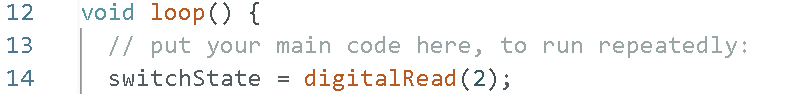 12 void loop() {
13 // put your main code here, to run repeatedly:
14 switchState = digitalRead(2);